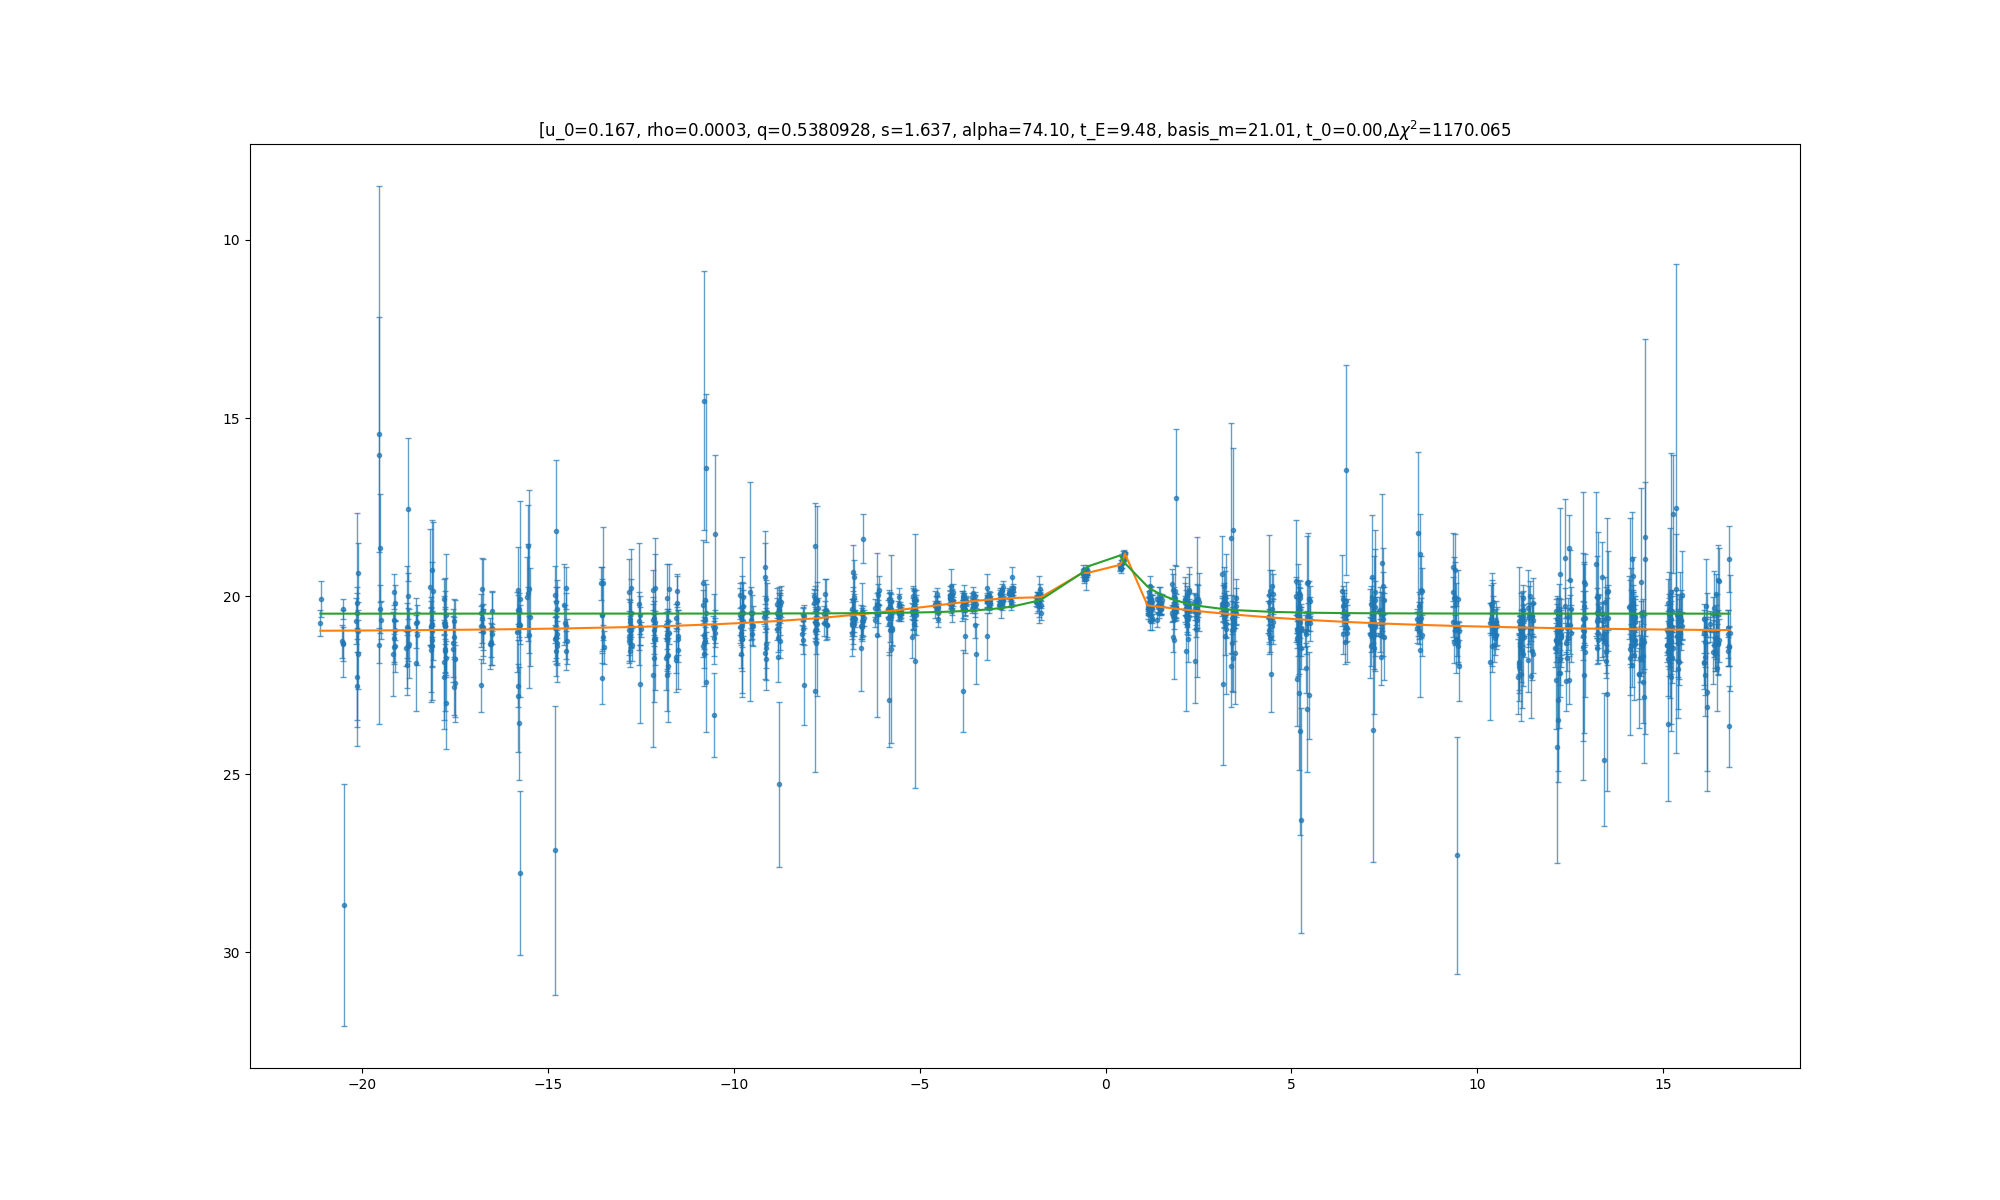 [u_0=0.167, rho=0.0003, q=0.5380928, s=1.637, alpha=74.10, t_E=9.48, basis_m=21.01, t_0=0.00,Δχ²=1170.065
10
15
20
25
30
−20 −15 −10 −5 0 5 10 15